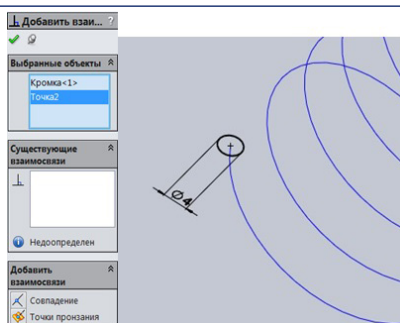 Добавить взаи... ?
Выбранные объекты
Кромка<1>
Точка2
Существующие
взаимосвязи
Недоопределен
Добавить
взаимосвязи
Совпадение
Точки пронзания
Ø4